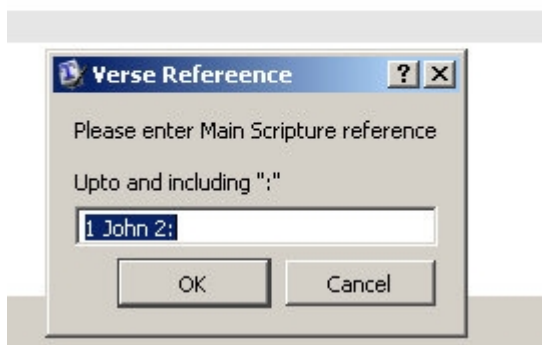 Verse Refereence
Please enter Main Scripture reference
Upto and including ":"
1 John 2:
OK Cancel